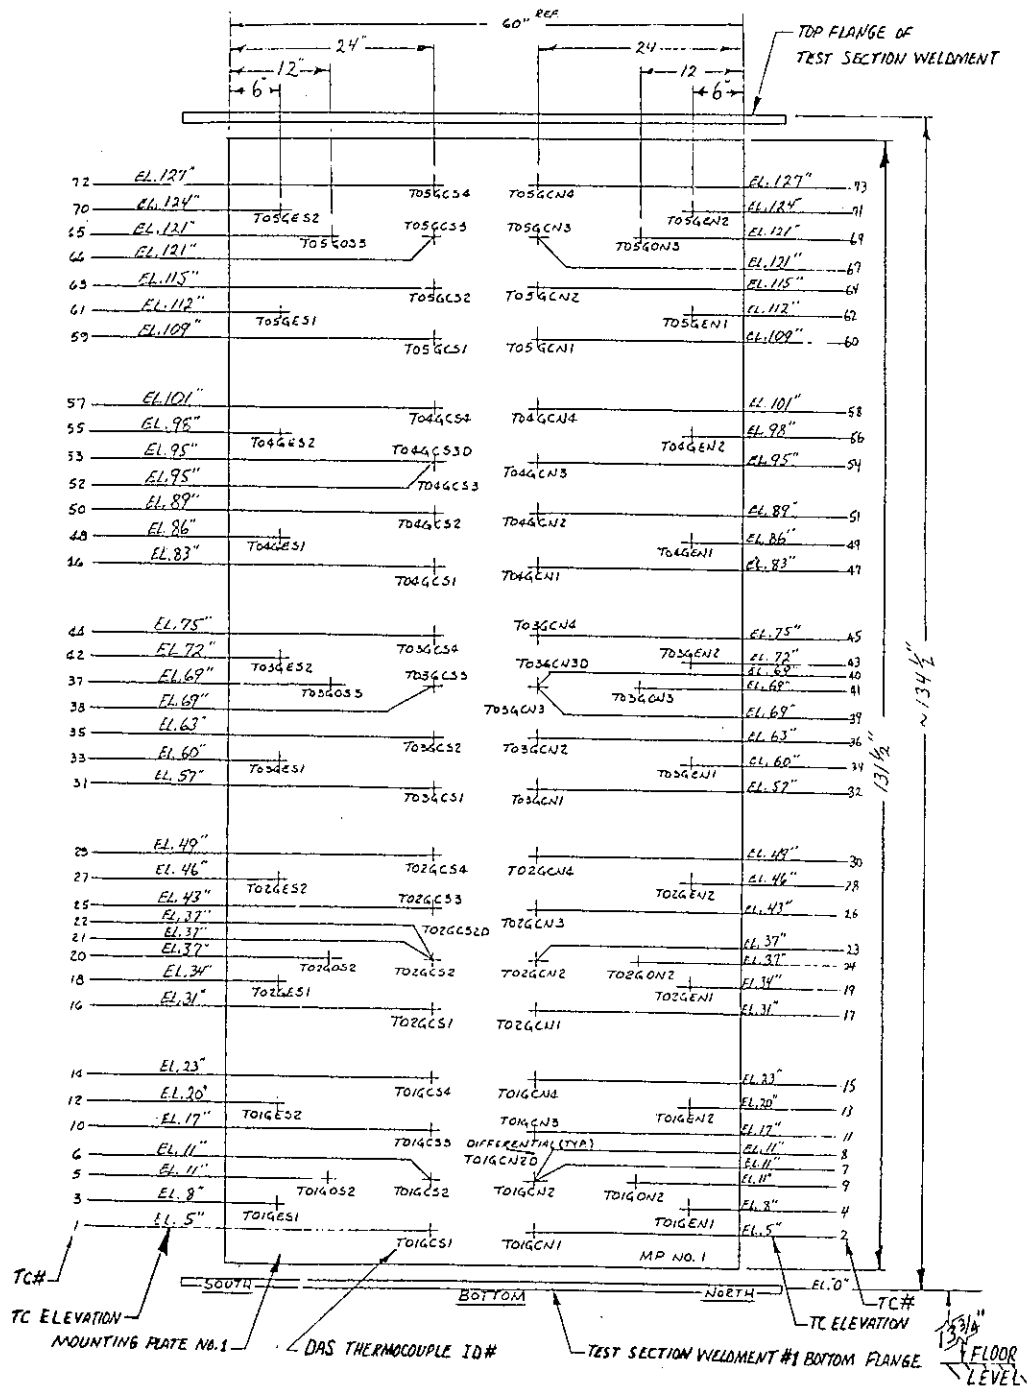 60" REF
24" 24
12" 12
6" 6"
TOP FLANGE OF
TEST SECTION WELDMENT
72 EL.127" T05GCS4 T05GCN4 EL.127" 73
70 EL.124" T05GES2 T05GEN2 EL.124" 71
65 EL.121" T05GOS3 T05GCS3 T05GCN3 T05GON3 EL.121" 69
66 EL.121" EL.121" 67
63 EL.115" T05GCS2 T05GCN2 EL.115" 64
61 EL.112" T05GES1 T05GEN1 EL.112" 62
59 EL.109" T05GCS1 T05GCN1 EL.109" 60
57 EL.101" T04GCS4 T04GCN4 EL.101" 58
55 EL.98" T04GES2 T04GEN2 EL.98" 56
53 EL.95" T04GCS3D T04GCN3 EL.95" 54
52 EL.95" T04GCS3
50 EL.89" T04GCS2 T04GCN2 EL.89" 51
48 EL.86" T04GES1 T04GEN1 EL.86" 49
46 EL.83" T04GCS1 T04GCN1 EL.83" 47
44 EL.75" T03GCS4 T03GCN4 EL.75" 45
42 EL.72" T03GES2 T03GEN2 EL.72" 43
T03GCN3D EL.69" 40
37 EL.69" T03GOS3 T03GCS3 T03GCN3 T03GCN3 EL.69" 41
38 EL.69" EL.69" 39
35 EL.63" T03GCS2 T03GCN2 EL.63" 36
33 EL.60" T03GES1 T03GEN1 EL.60" 34
31 EL.57" T03GCS1 T03GCN1 EL.57" 32
29 EL.49" T02GCS4 T02GCN4 EL.49" 30
27 EL.46" T02GES2 T02GEN2 EL.46" 28
25 EL.43" T02GCS3 T02GCN3 EL.43" 26
22 EL.37" T02GCS2D
21 EL.37" EL.37" 23
20 EL.37" T02GOS2 T02GCS2 T02GCN2 T02GON2 EL.37" 24
18 EL.34" T02GES1 T02GEN1 EL.34" 19
16 EL.31" T02GCS1 T02GCN1 EL.31" 17
14 EL.23" T01GCS4 T01GCN4 EL.23" 15
12 EL.20" T01GES2 T01GEN2 EL.20" 13
10 EL.17" T01GCS3 T01GCN3 EL.17" 11
DIFFERENTIAL (TYP.)
6 EL.11" T01GCN2D EL.11" 8
EL.11" 7
5 EL.11" T01GOS2 T01GCS2 T01GCN2 T01GON2 EL.11" 9
3 EL.8" T01GES1 T01GEN1 EL.8" 4
1 EL.5" T01GCS1 T01GCN1 EL.5" 2
131 1/2"
~134 1/2"
MP NO.1
SOUTH BOTTOM NORTH EL.0"
TC# TC#
TC ELEVATION TC ELEVATION
MOUNTING PLATE NO.1
DAS THERMOCOUPLE ID#
TEST SECTION WELDMENT #1 BOTTOM FLANGE
FLOOR
LEVEL